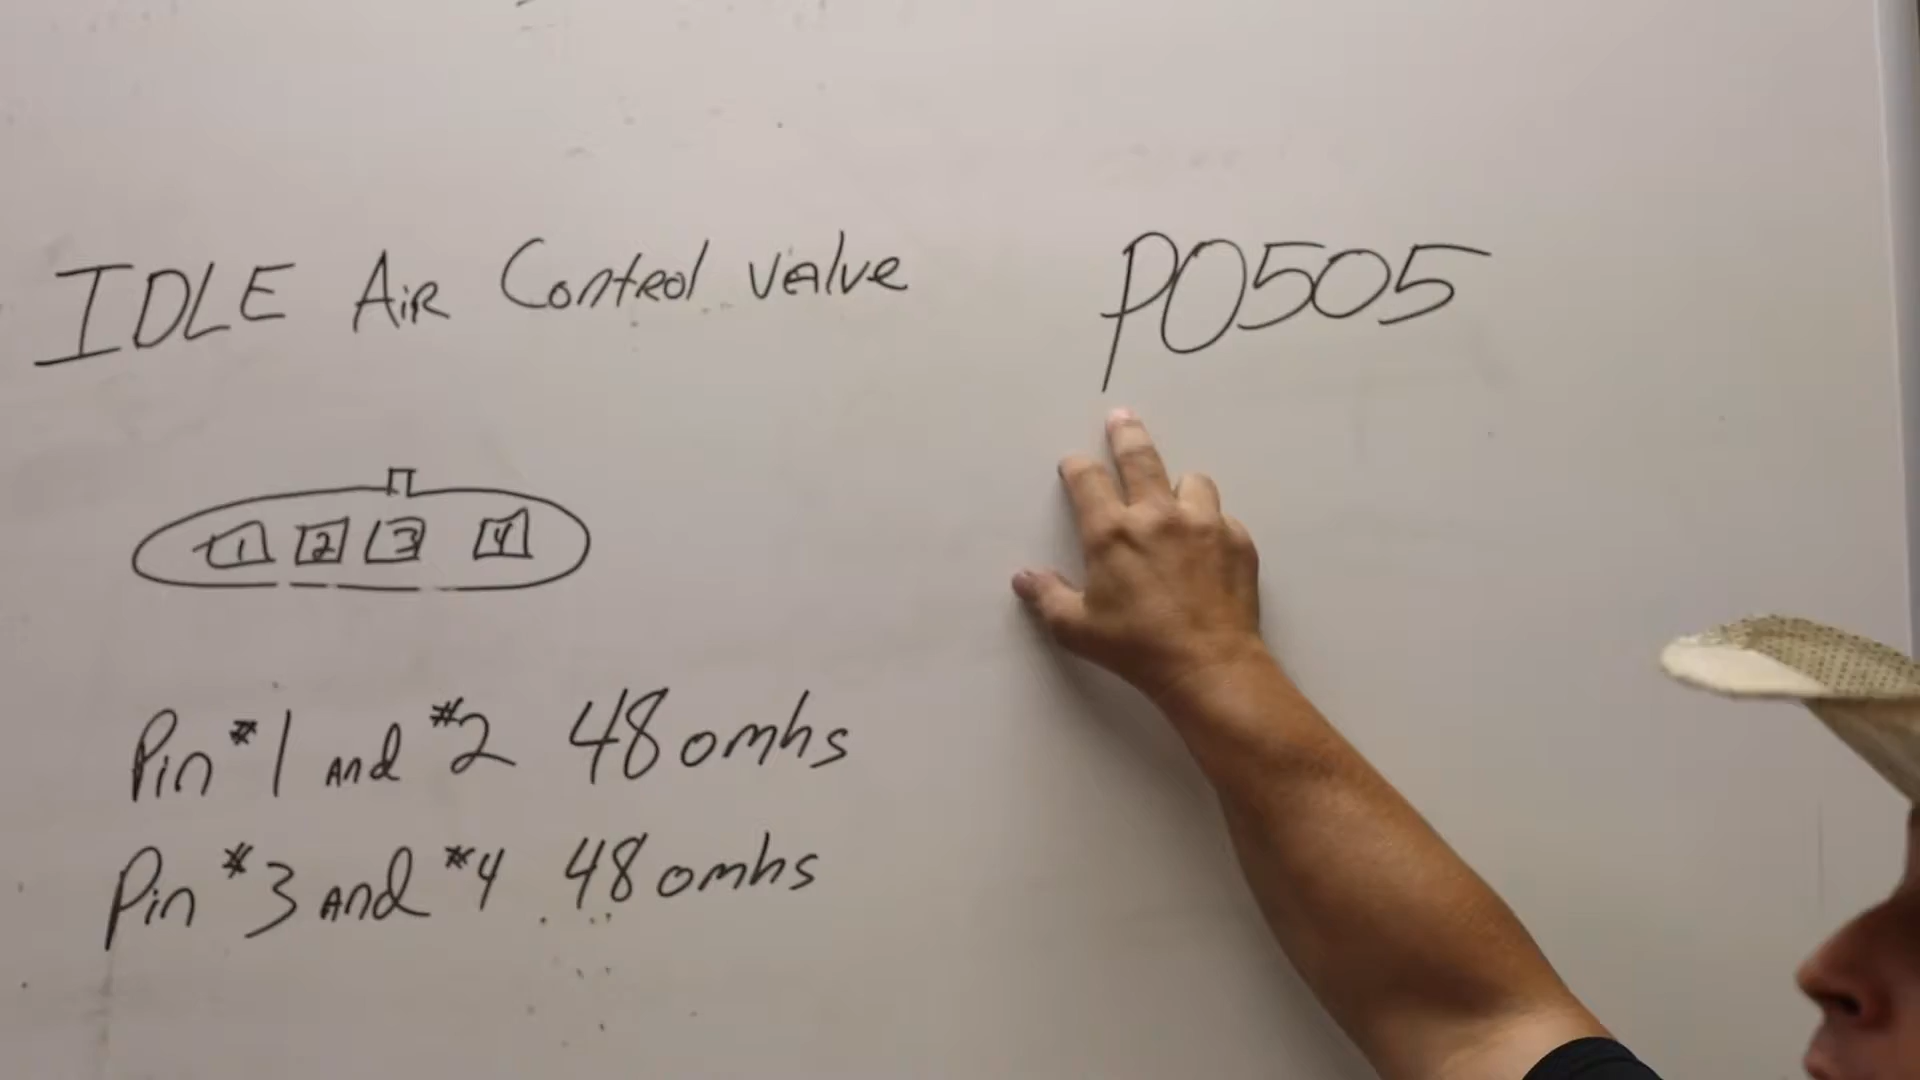 IDLE AiR Control valve
P0505
1 2 3 4
Pin #1 and #2 48 omhs
Pin #3 and #4 48 omhs